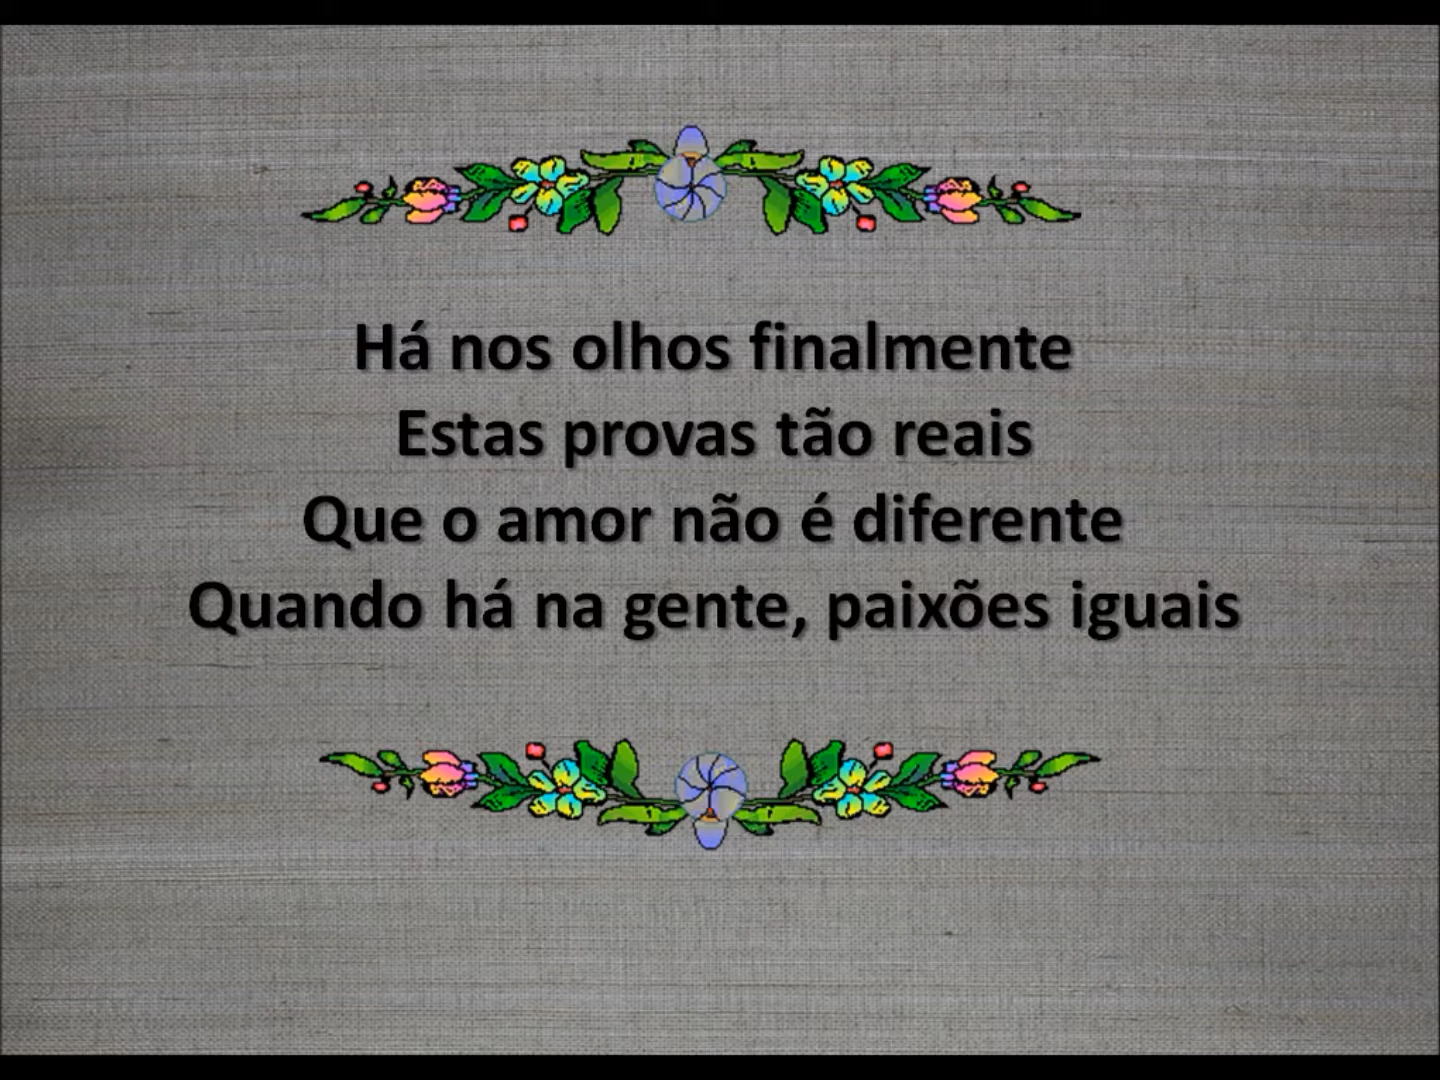 Há nos olhos finalmente
Estas provas tão reais
Que o amor não é diferente
Quando há na gente, paixões iguais